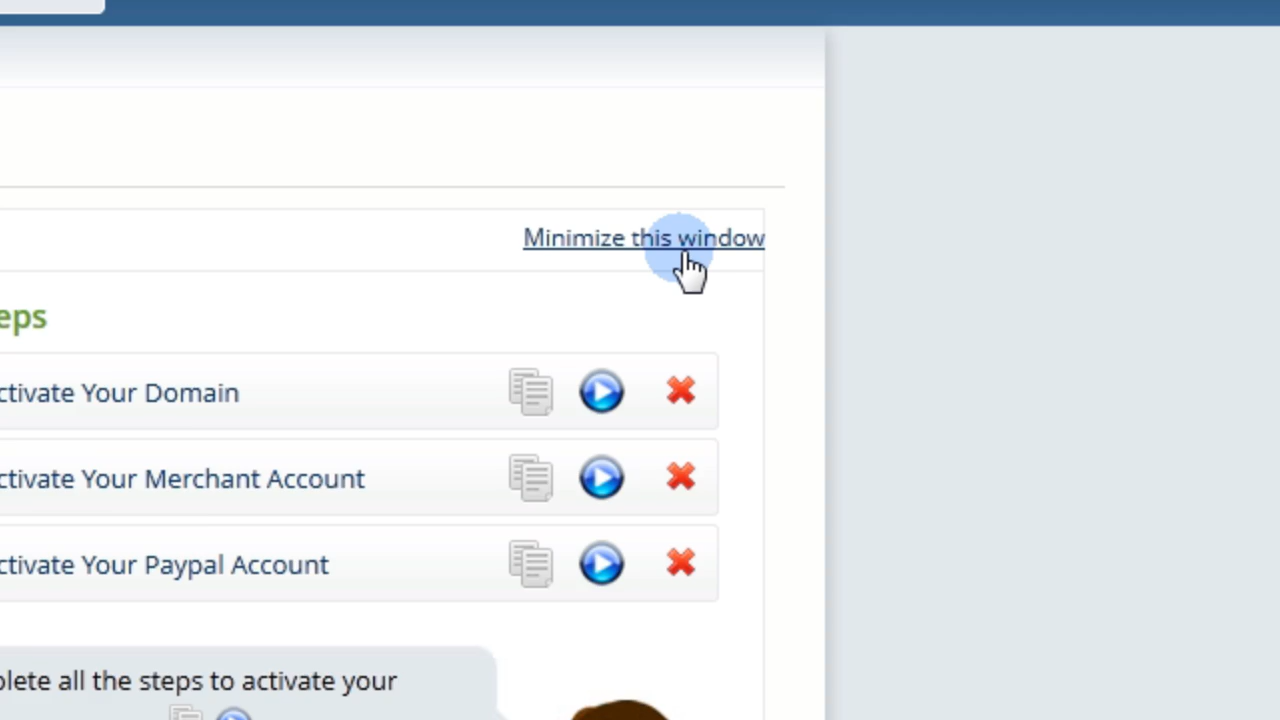 Minimize this window
eps
ctivate Your Domain
ctivate Your Merchant Account
ctivate Your Paypal Account
plete all the steps to activate your